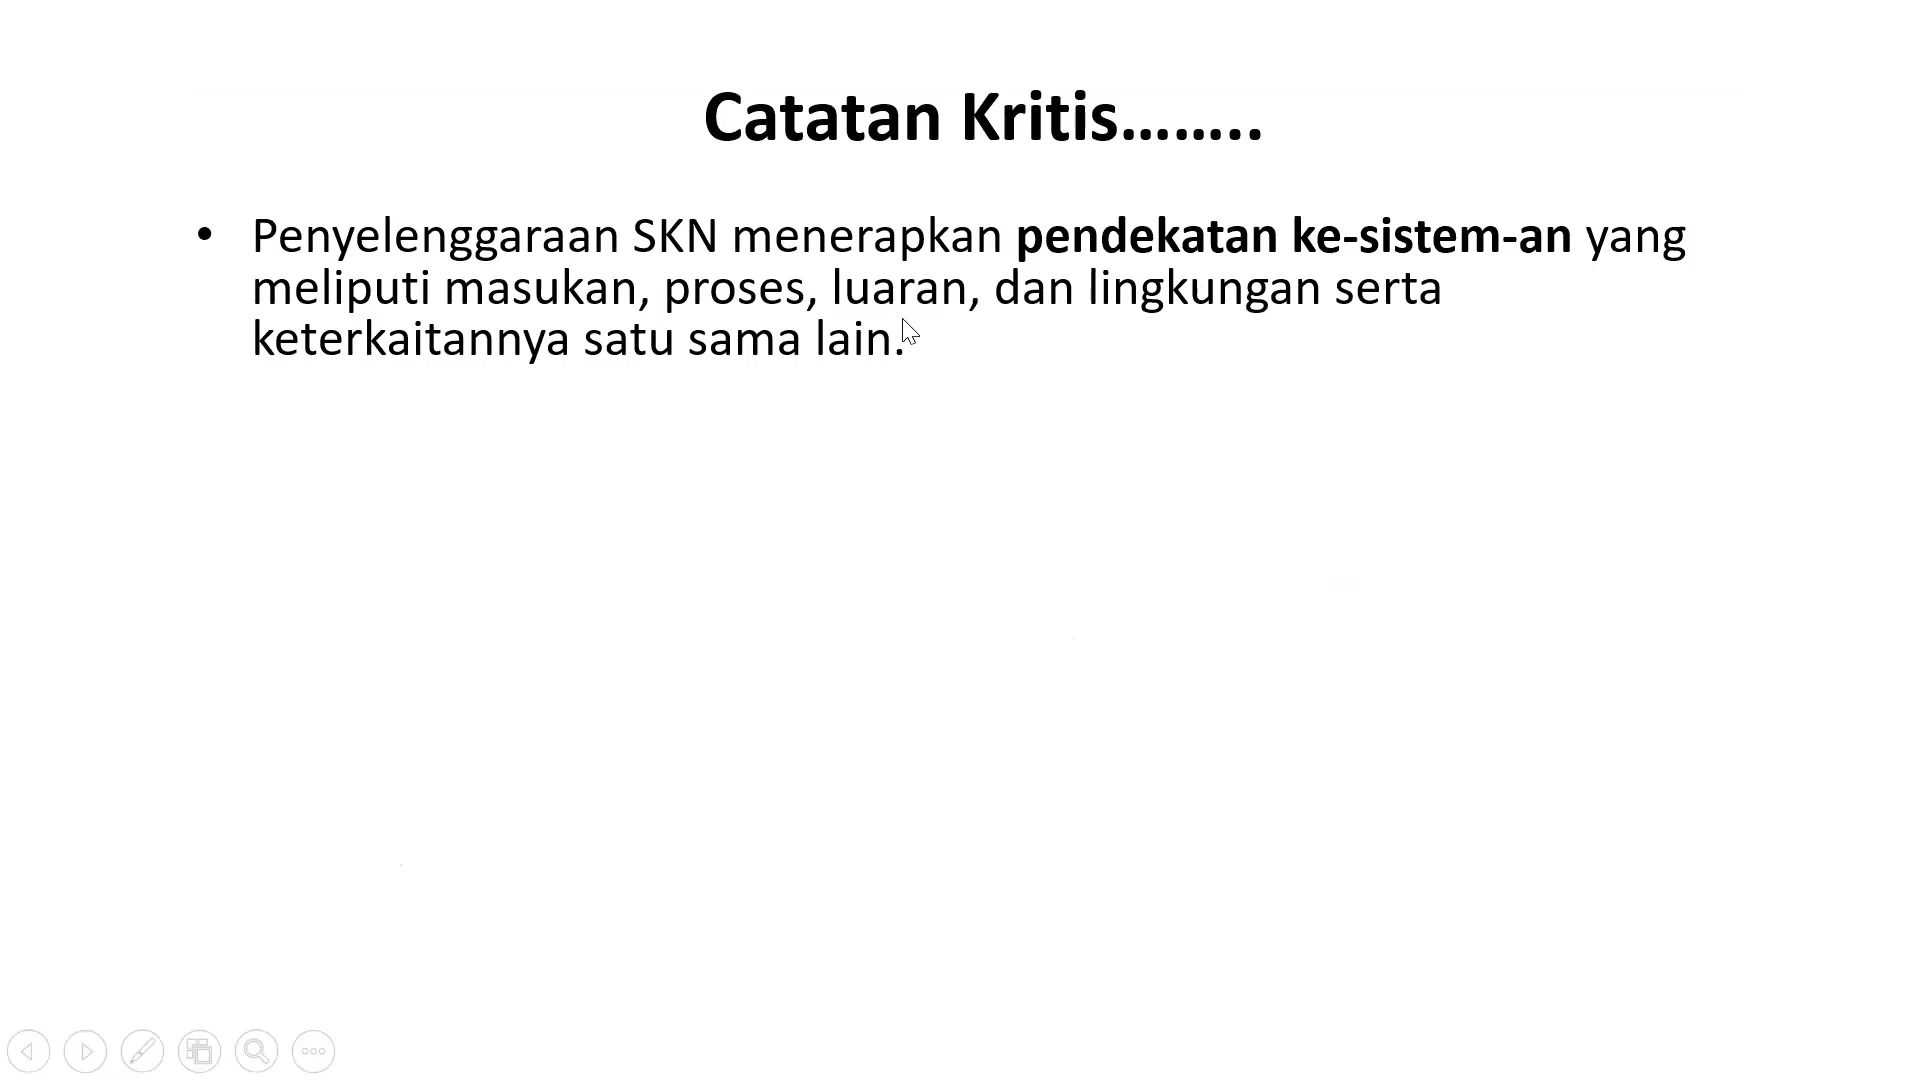 Catatan Kritis……..
• Penyelenggaraan SKN menerapkan pendekatan ke-sistem-an yang
meliputi masukan, proses, luaran, dan lingkungan serta
keterkaitannya satu sama lain.